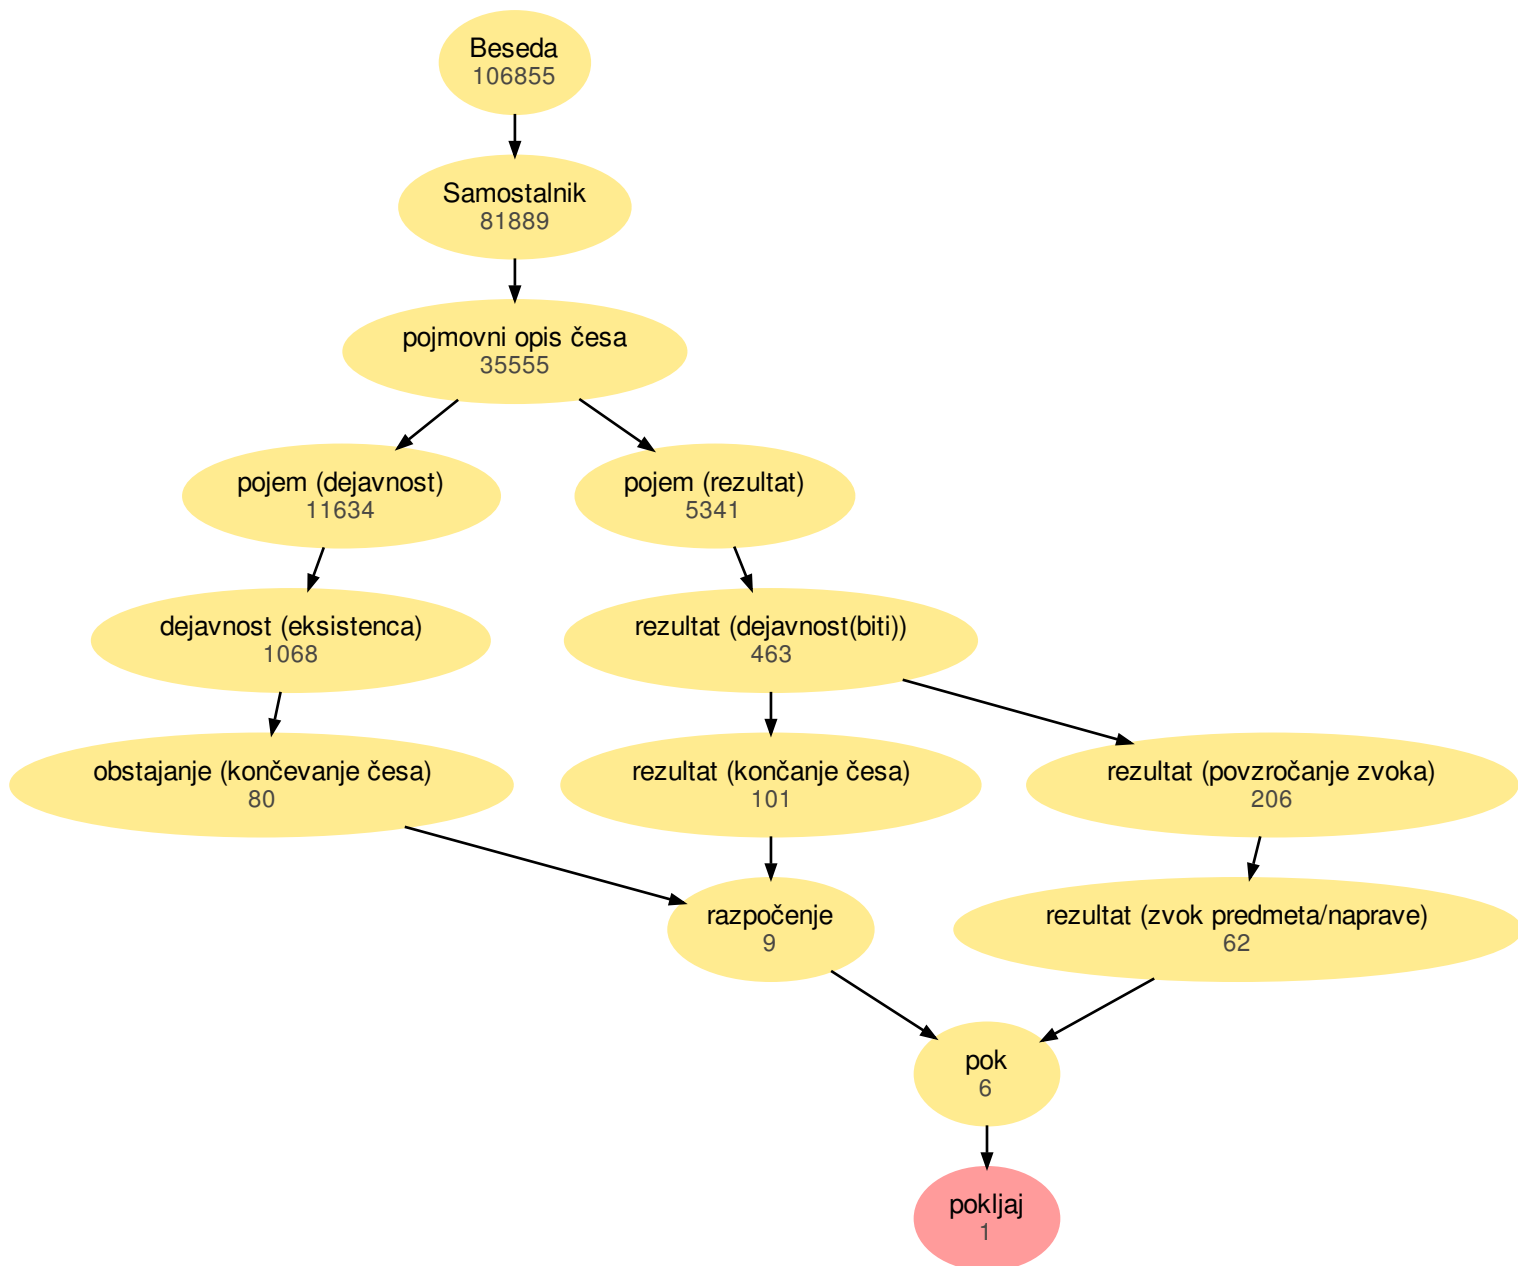 Beseda
106855
Samostalnik
81889
pojmovni opis česa
35555
pojem (dejavnost)
11634
pojem (rezultat)
5341
dejavnost (eksistenca)
1068
rezultat (dejavnost(biti))
463
obstajanje (končevanje česa)
80
rezultat (končanje česa)
101
rezultat (povzročanje zvoka)
206
razpočenje
9
rezultat (zvok predmeta/naprave)
62
pok
6
pokljaj
1